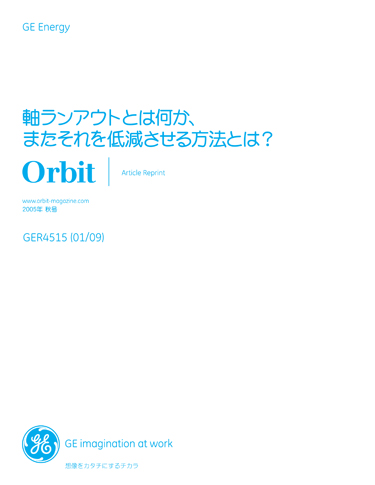 GE Energy
軸ランアウトとは何か、
またそれを低減させる方法とは？
Orbit
Article Reprint
www.orbit-magazine.com
2005年 秋号
GER4515 (01/09)
GE imagination at work
想像をカタチにするチカラ